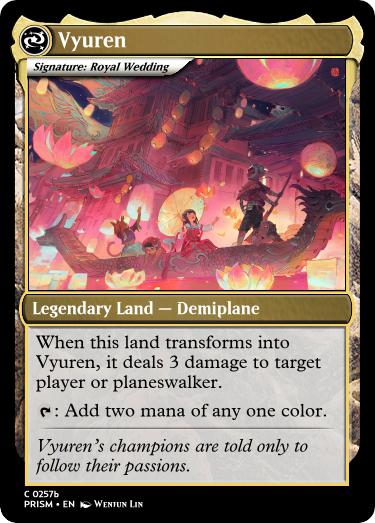 Vyuren
Signature: Royal Wedding
Legendary Land — Demiplane
When this land transforms into
Vyuren, it deals 3 damage to target
player or planeswalker.
: Add two mana of any one color.
Vyuren's champions are told only to
follow their passions.
C 0257b
PRISM • EN Wenjun Lin